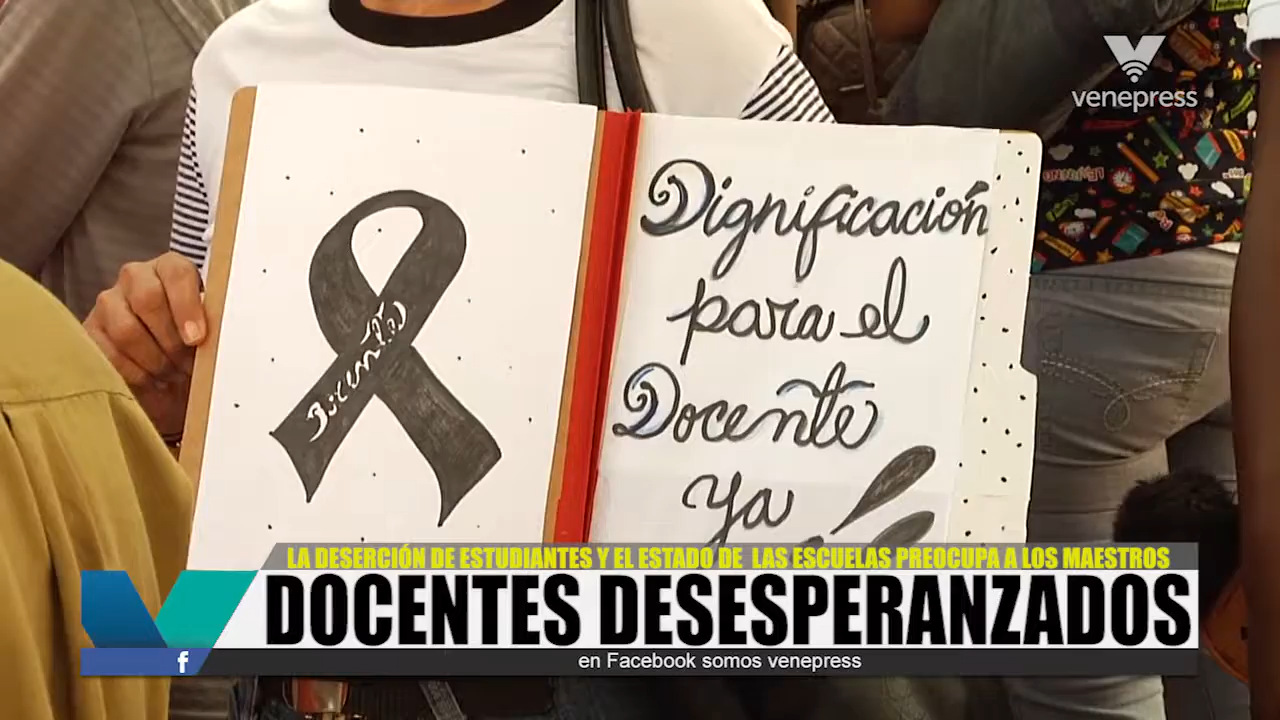 venepress
Docentes
Dignificación
para el
Docente
ya
LA DESERCIÓN DE ESTUDIANTES Y EL ESTADO DE LAS ESCUELAS PREOCUPA A LOS MAESTROS
DOCENTES DESESPERANZADOS
f
en Facebook somos venepress